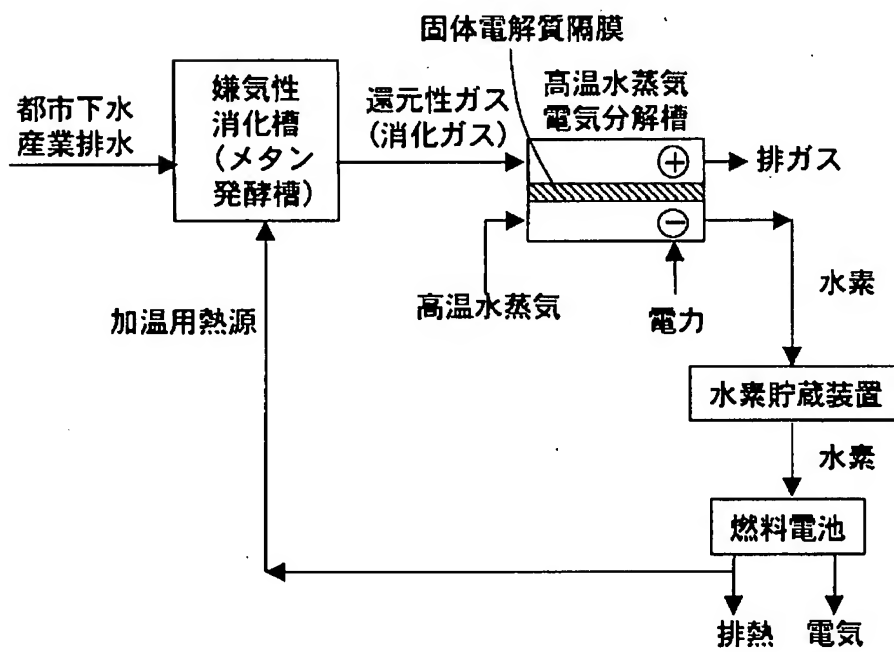 固体電解質隔膜
都市下水
産業排水
嫌気性
消化槽
(メタン
発酵槽)
還元性ガス
(消化ガス)
高温水蒸気
電気分解槽
+
排ガス
−
高温水蒸気
電力
水素
加温用熱源
水素貯蔵装置
水素
燃料電池
排熱
電気